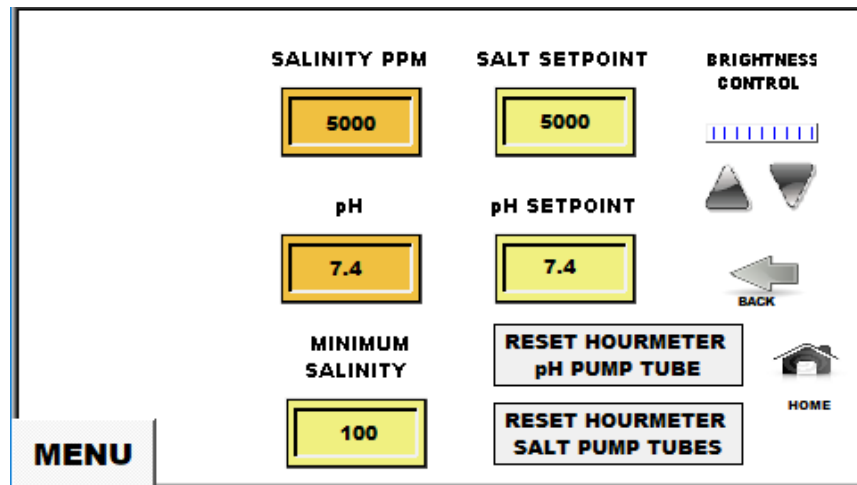 SALINITY PPM
SALT SETPOINT
BRIGHTNESS
CONTROL
5000
5000
pH
pH SETPOINT
7.4
7.4
BACK
MINIMUM
SALINITY
RESET HOURMETER
pH PUMP TUBE
HOME
100
RESET HOURMETER
SALT PUMP TUBES
MENU